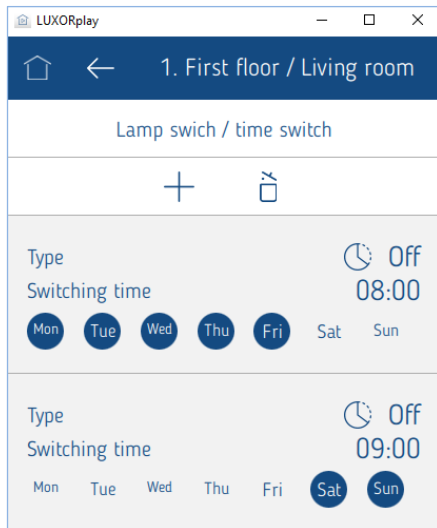 LUXORplay
1. First floor / Living room
Lamp swich / time switch
Type Off
Switching time 08:00
Mon Tue Wed Thu Fri Sat Sun
Type Off
Switching time 09:00
Mon Tue Wed Thu Fri Sat Sun